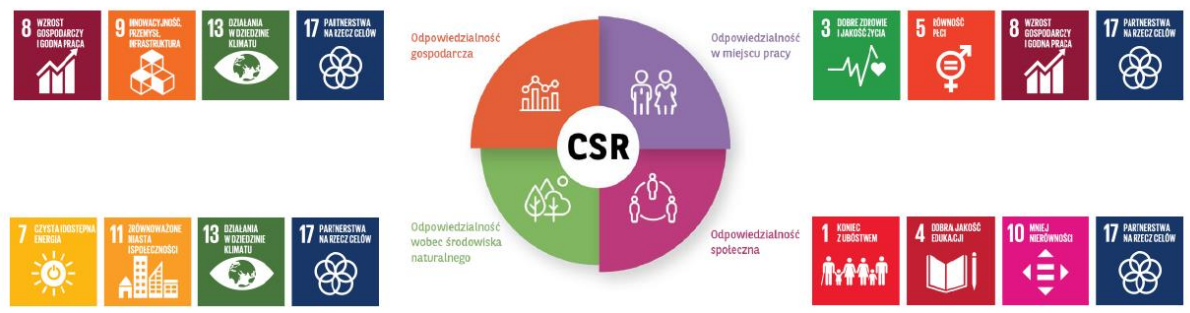 8 WZROST
GOSPODARCZY
I GODNA PRACA
9 INNOWACYJNOŚĆ,
PRZEMYSŁ,
INFRASTRUKTURA
13 DZIAŁANIA
W DZIEDZINIE
KLIMATU
17 PARTNERSTWA
NA RZECZ CELÓW
Odpowiedzialność
gospodarcza
Odpowiedzialność
w miejscu pracy
3 DOBRE ZDROWIE
I JAKOŚĆ ŻYCIA
5 RÓWNOŚĆ
PŁCI
8 WZROST
GOSPODARCZY
I GODNA PRACA
17 PARTNERSTWA
NA RZECZ CELÓW
CSR
7 CZYSTA I DOSTĘPNA
ENERGIA
11 ZRÓWNOWAŻONE
MIASTA
I SPOŁECZNOŚCI
13 DZIAŁANIA
W DZIEDZINIE
KLIMATU
17 PARTNERSTWA
NA RZECZ CELÓW
Odpowiedzialność
wobec środowiska
naturalnego
Odpowiedzialność
społeczna
1 KONIEC
Z UBÓSTWEM
4 DOBRA JAKOŚĆ
EDUKACJI
10 MNIEJ
NIERÓWNOŚCI
17 PARTNERSTWA
NA RZECZ CELÓW